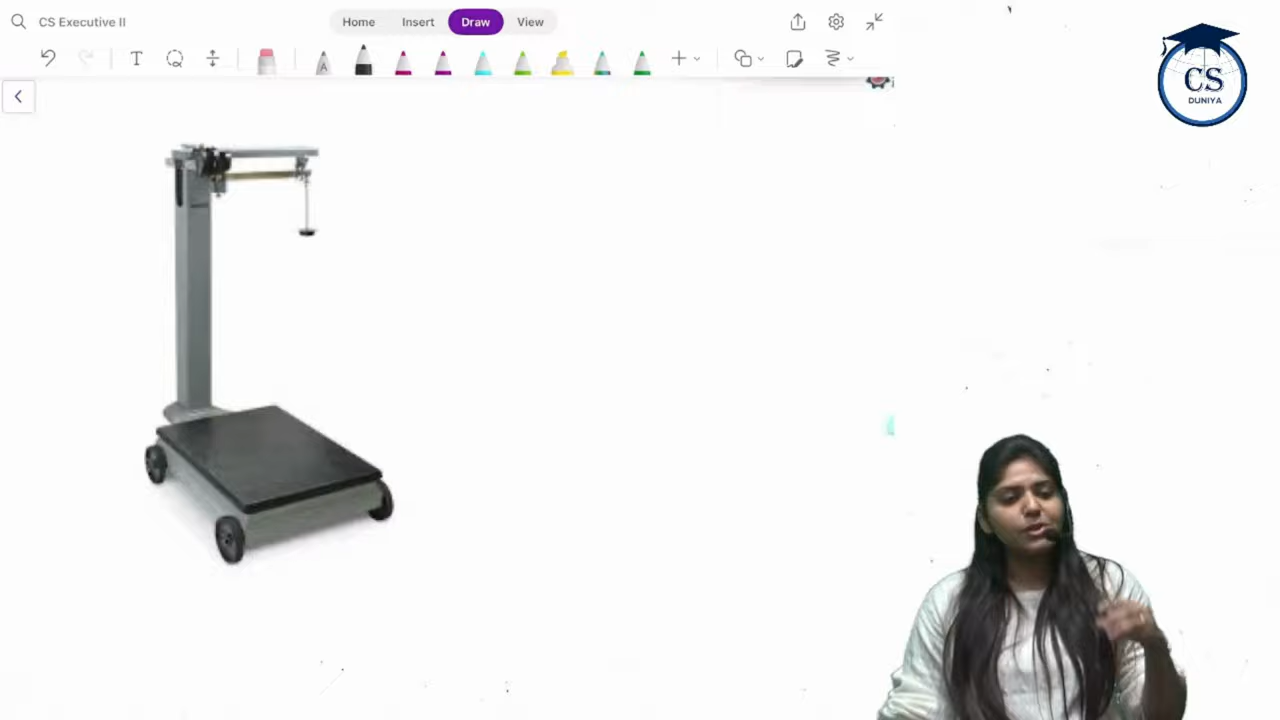 CS Executive II
Home Insert Draw View
T
A
CS
DUNIYA